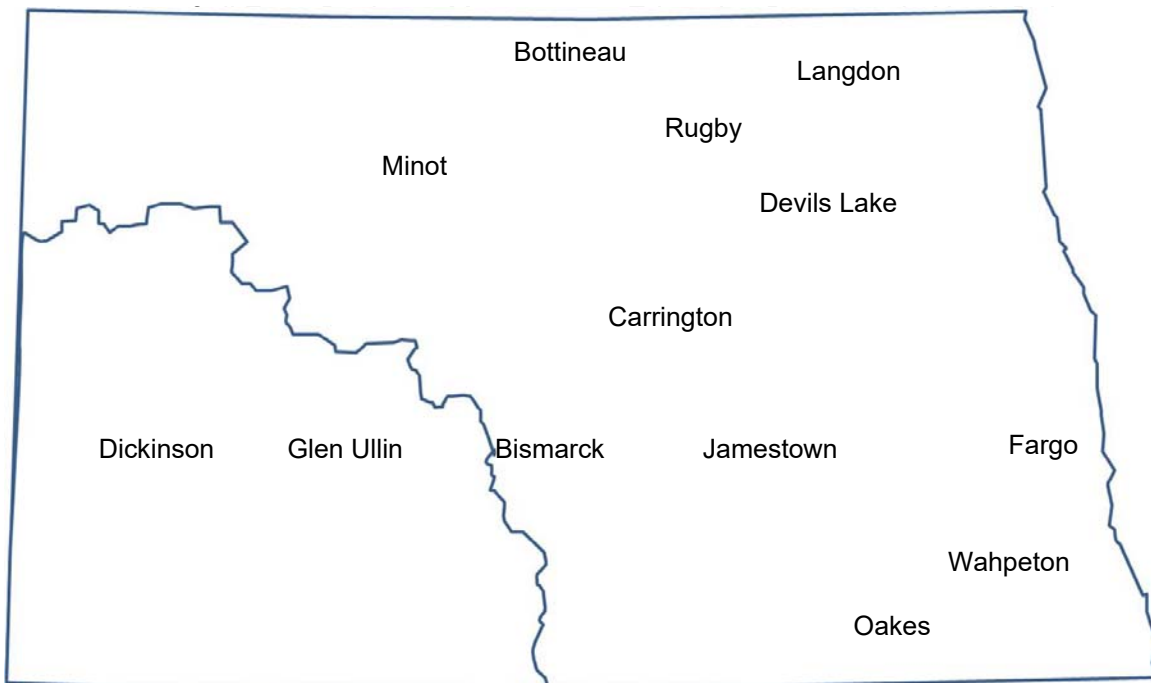 Bottineau
Langdon
Rugby
Minot
Devils Lake
Carrington
Dickinson
Glen Ullin
Bismarck
Jamestown
Fargo
Wahpeton
Oakes